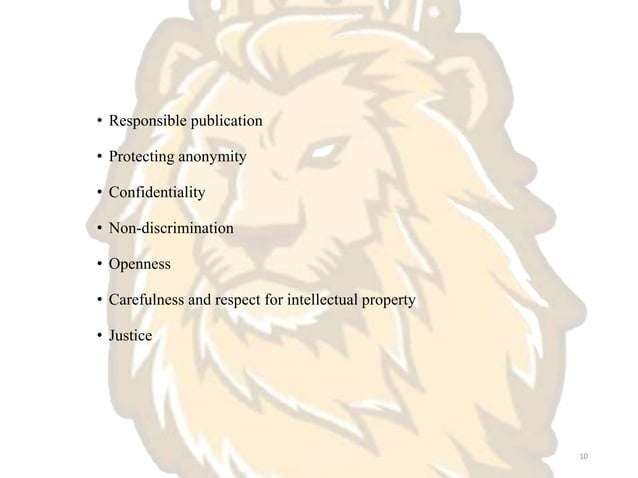 • Responsible publication
• Protecting anonymity
• Confidentiality
• Non-discrimination
• Openness
• Carefulness and respect for intellectual property
• Justice
10